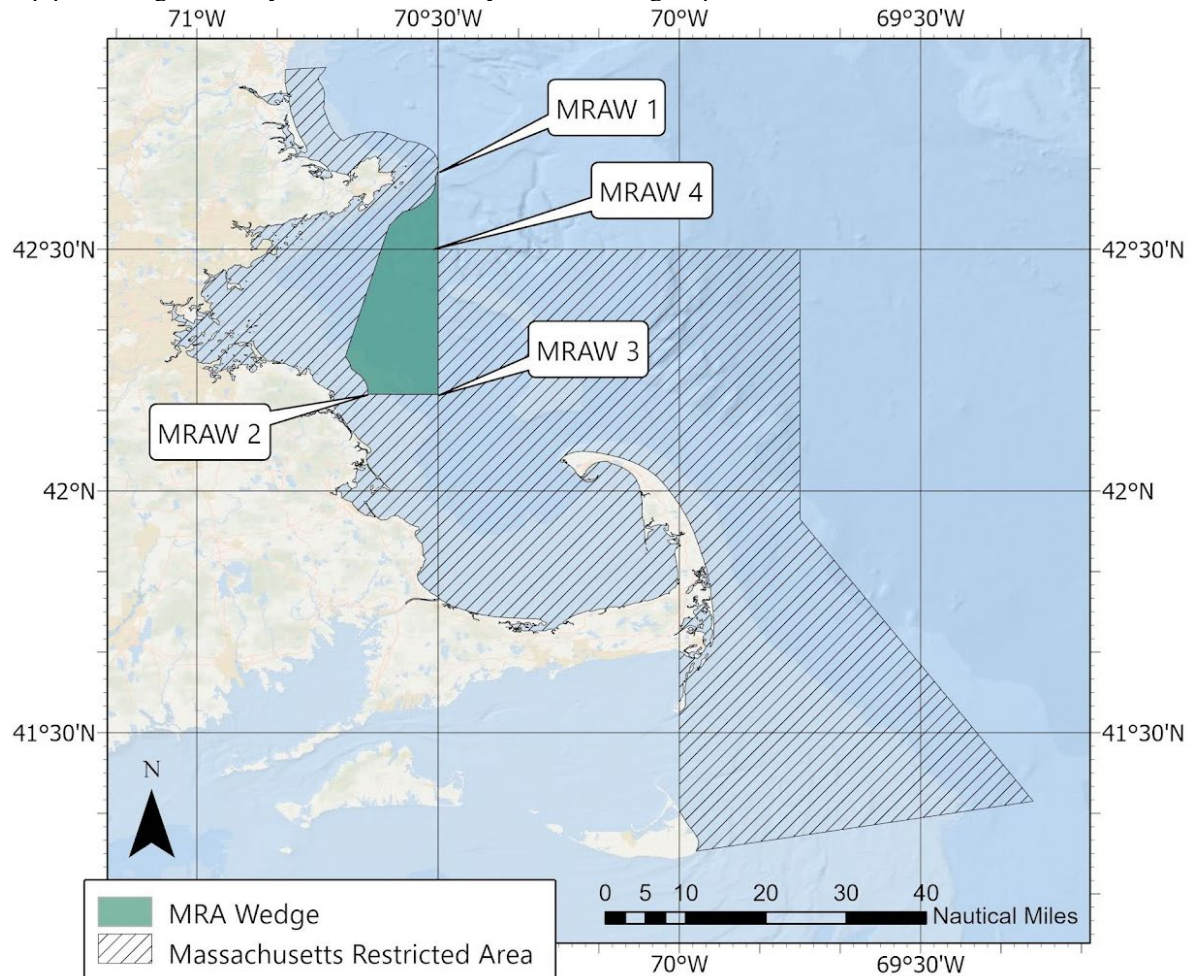 71°W 70°30'W 70°W 69°30'W
MRAW 1
MRAW 4
42°30'N 42°30'N
MRAW 3
MRAW 2
42°N 42°N
41°30'N 41°30'N
N
0 5 10 20 30 40
Nautical Miles
MRA Wedge
Massachusetts Restricted Area
70°W 69°30'W